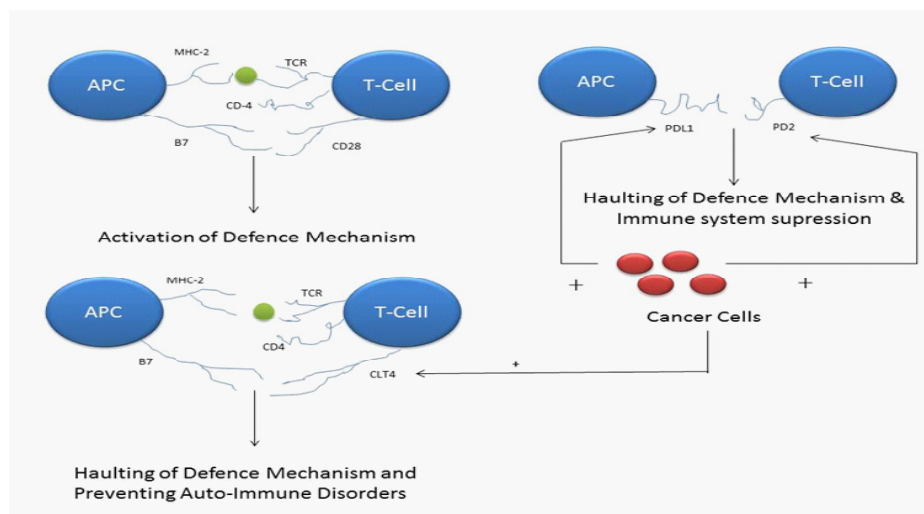 MHC-2
TCR
APC
T-Cell
CD-4
B7
CD28
Activation of Defence Mechanism
APC
T-Cell
PDL1
PD2
Haulting of Defence Mechanism &
Immune system supression
+
+
Cancer Cells
MHC-2
TCR
APC
T-Cell
CD4
B7
CLT4
+
Haulting of Defence Mechanism and
Preventing Auto-Immune Disorders